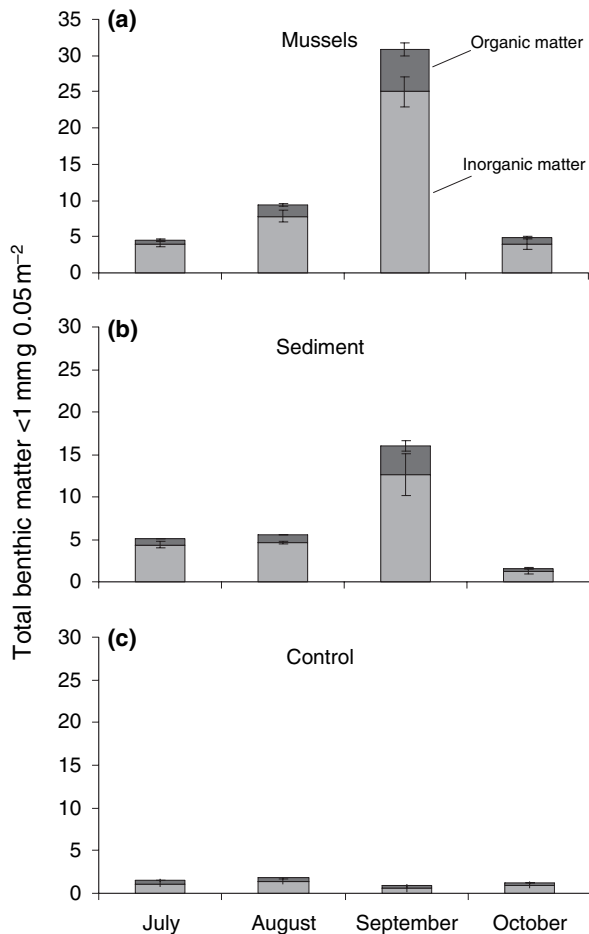 Total benthic matter <1 mm g 0.05 m⁻²
(a)
Mussels
Organic matter
Inorganic matter
35
30
25
20
15
10
5
0
(b)
Sediment
30
25
20
15
10
5
0
(c)
Control
30
25
20
15
10
5
0
July August September October